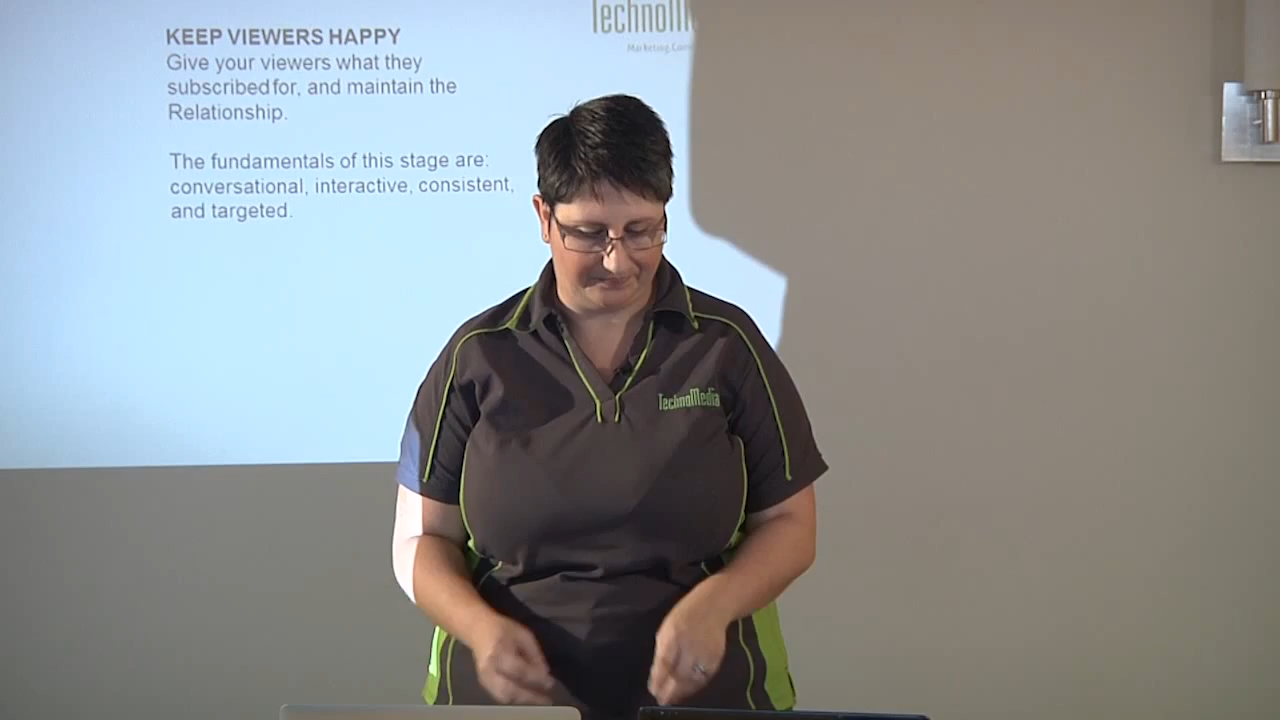 KEEP VIEWERS HAPPY
Give your viewers what they
subscribed for, and maintain the
Relationship.
The fundamentals of this stage are:
conversational, interactive, consistent,
and targeted.
Marketing.
TechnoMedia